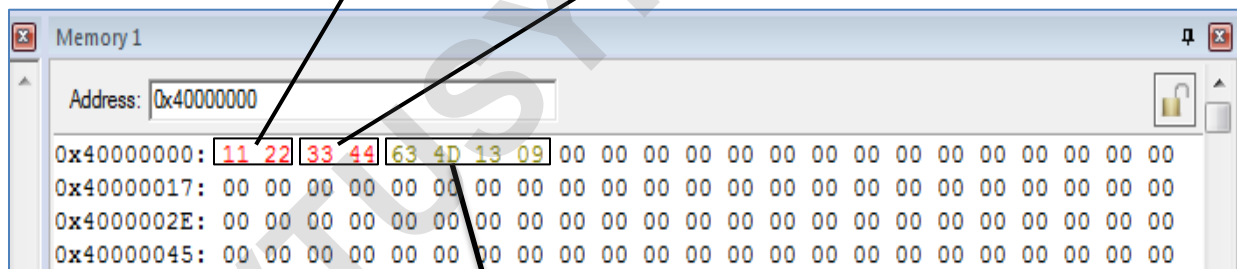 Memory 1
Address: 0x40000000
0x40000000: 11 22 33 44 63 4D 13 09 00 00 00 00 00 00 00 00 00 00 00 00 00 00 00
0x40000017: 00 00 00 00 00 00 00 00 00 00 00 00 00 00 00 00 00 00 00 00 00 00 00
0x4000002E: 00 00 00 00 00 00 00 00 00 00 00 00 00 00 00 00 00 00 00 00 00 00 00
0x40000045: 00 00 00 00 00 00 00 00 00 00 00 00 00 00 00 00 00 00 00 00 00 00 00